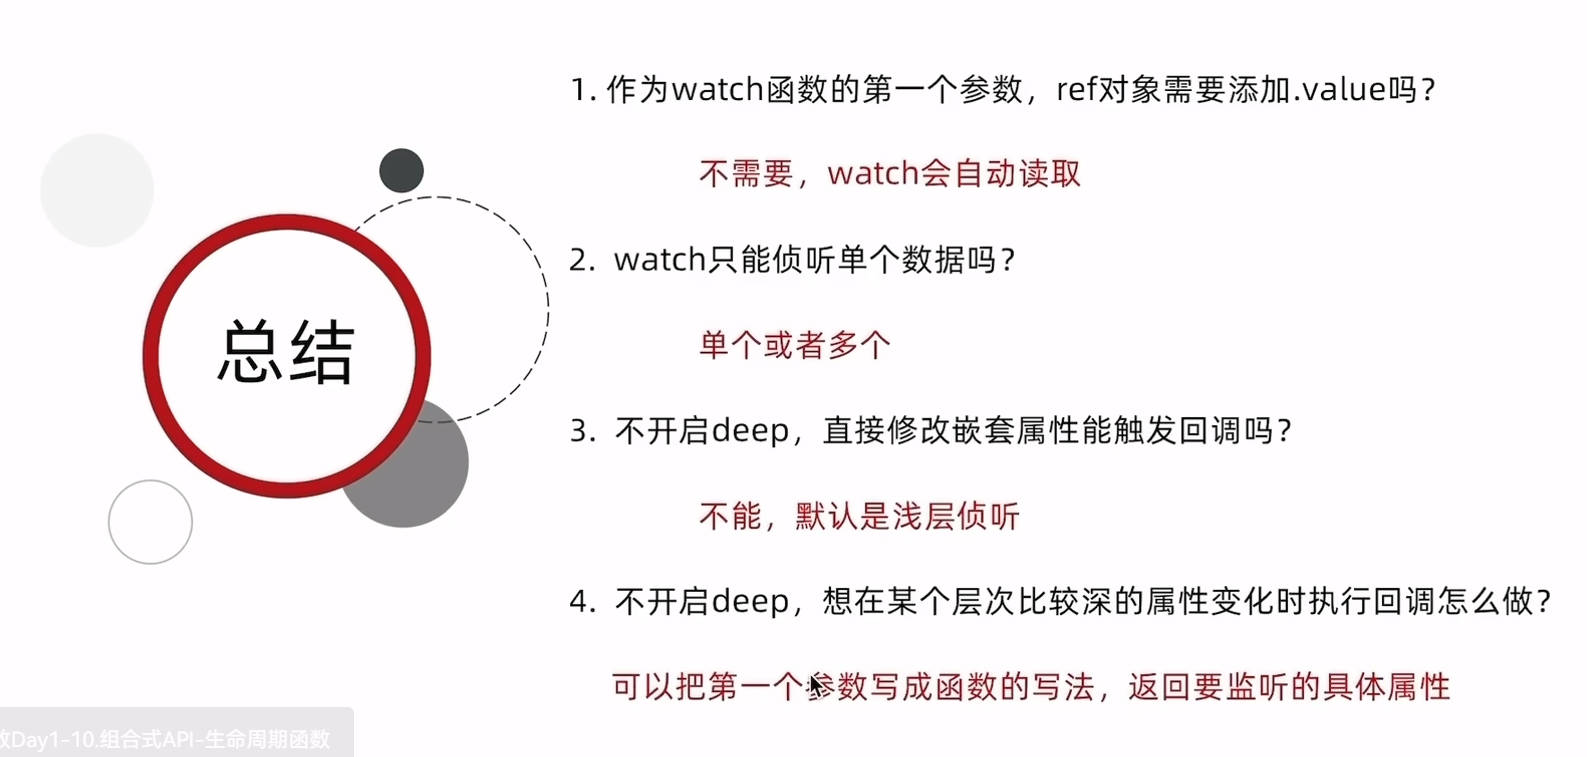 总结
1. 作为watch函数的第一个参数，ref对象需要添加.value吗？
不需要，watch会自动读取
2. watch只能侦听单个数据吗？
单个或者多个
3. 不开启deep，直接修改嵌套属性能触发回调吗？
不能，默认是浅层侦听
4. 不开启deep，想在某个层次比较深的属性变化时执行回调怎么做？
可以把第一个参数写成函数的写法，返回要监听的具体属性
Day1-10.组合式API-生命周期函数